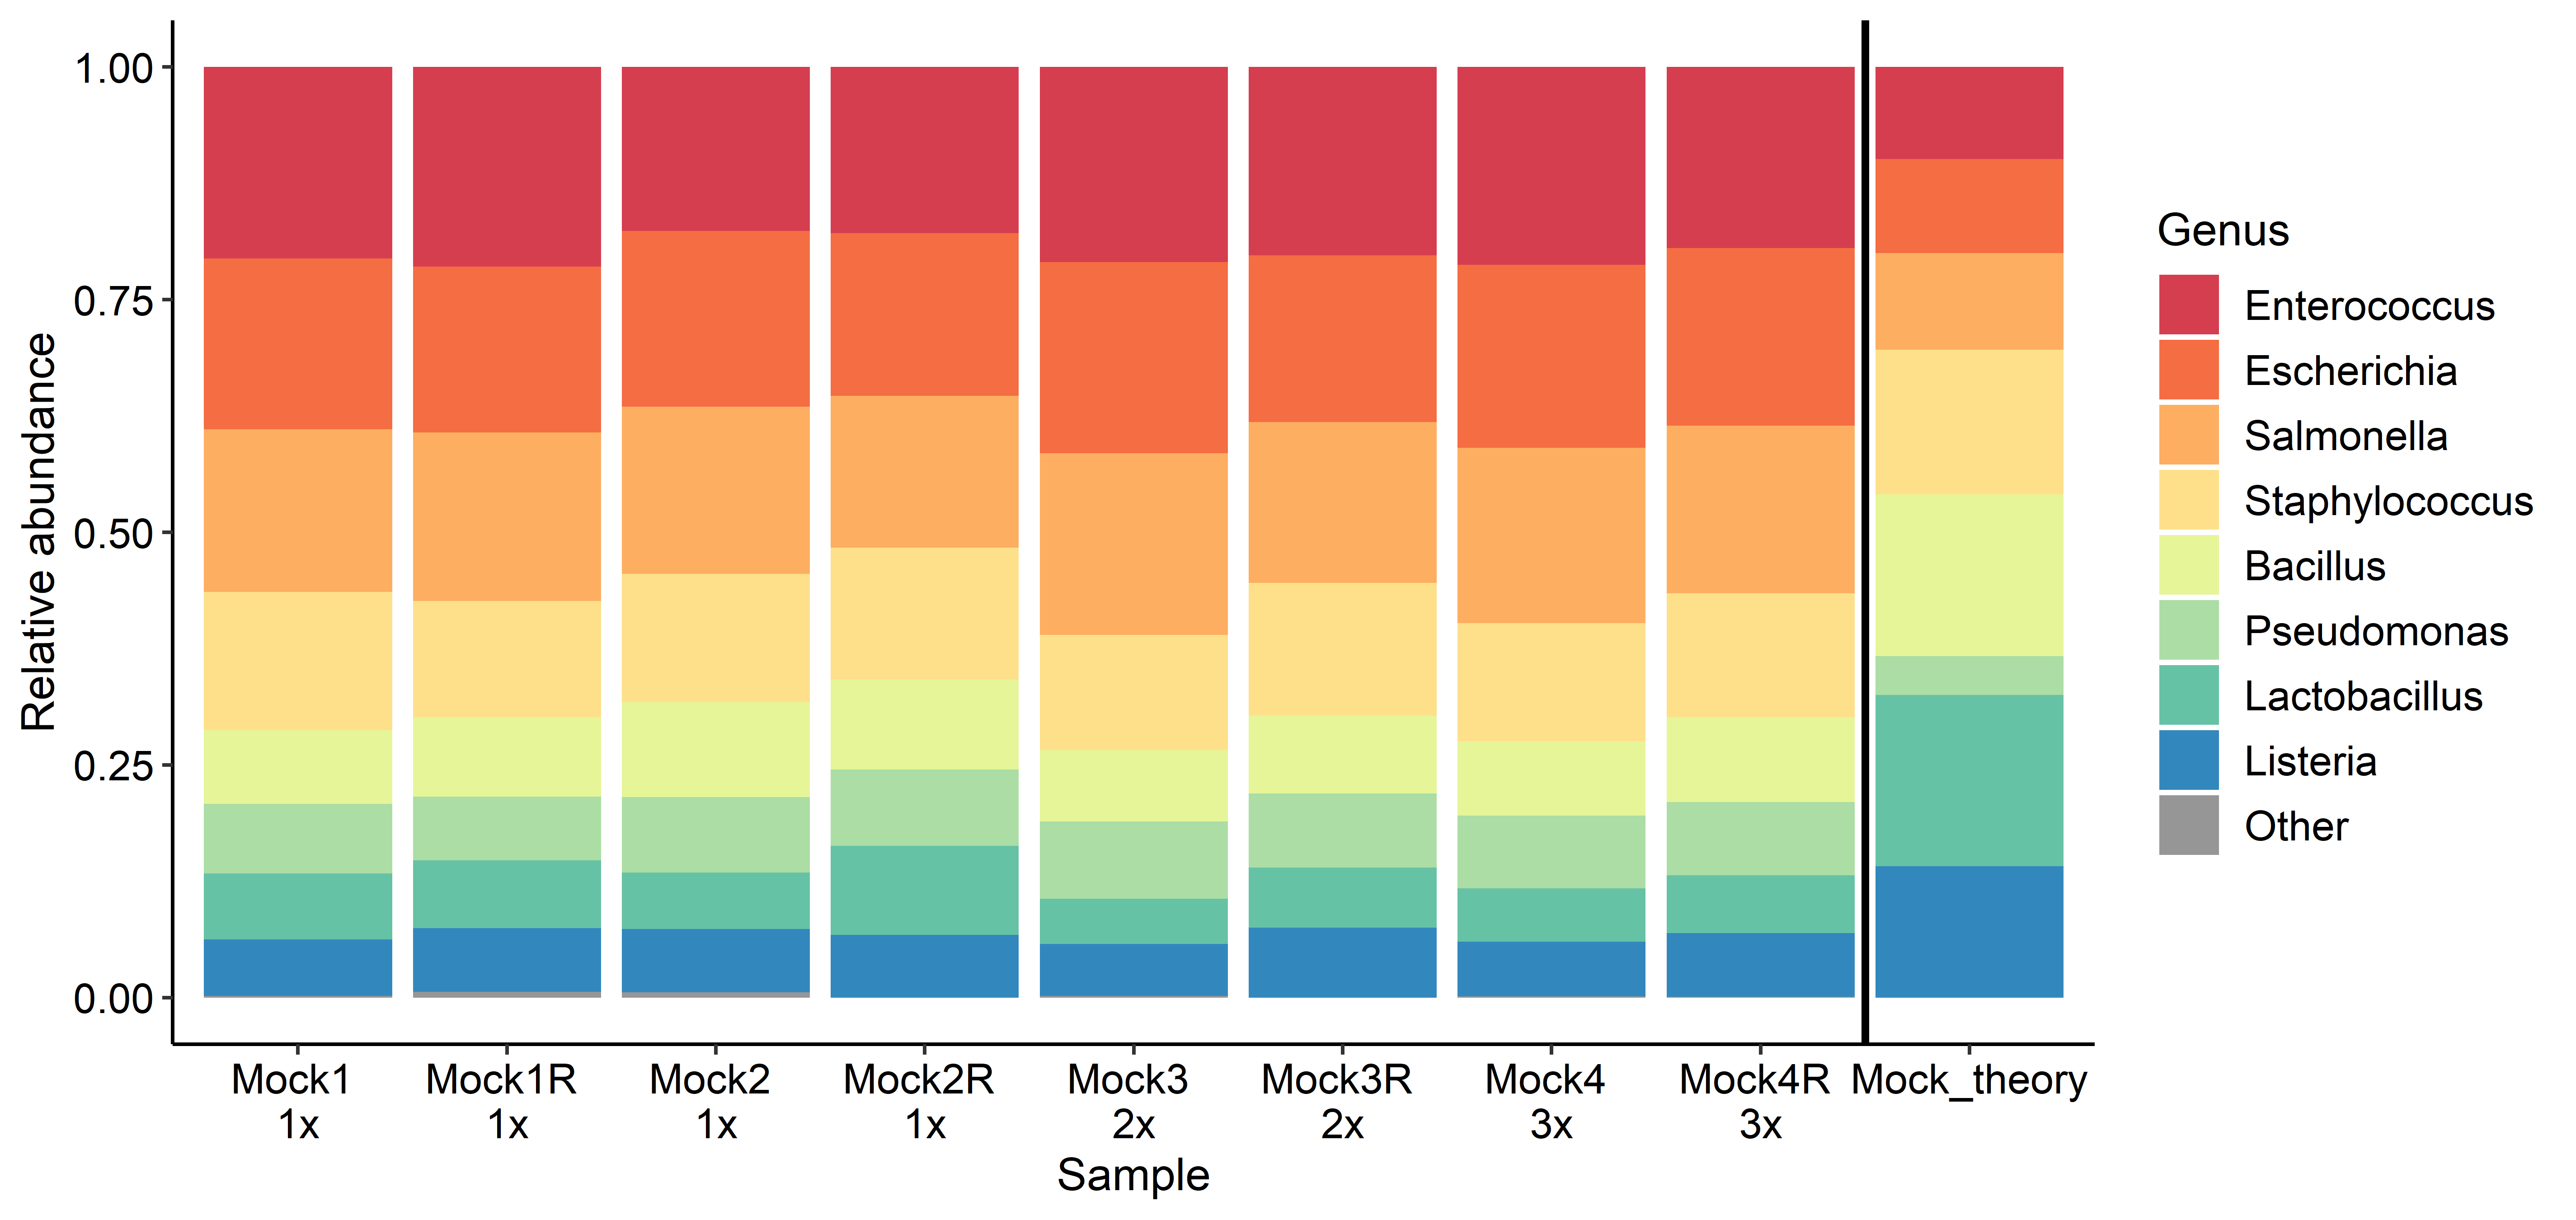 Relative abundance
1.00
0.75
0.50
0.25
0.00
Mock1
1x
Mock1R
1x
Mock2
1x
Mock2R
1x
Mock3
2x
Mock3R
2x
Mock4
3x
Mock4R
3x
Mock_theory
Sample
Genus
Enterococcus
Escherichia
Salmonella
Staphylococcus
Bacillus
Pseudomonas
Lactobacillus
Listeria
Other